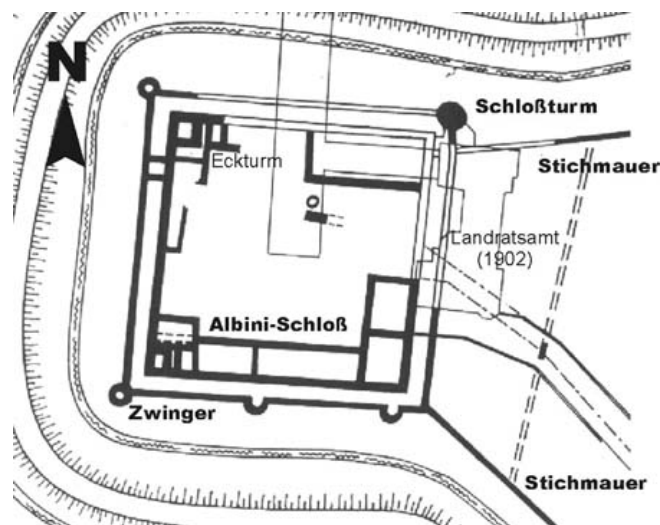 N
Schloßturm
Stichmauer
Eckturm
Landratsamt
(1902)
Albini-Schloß
Zwinger
Stichmauer